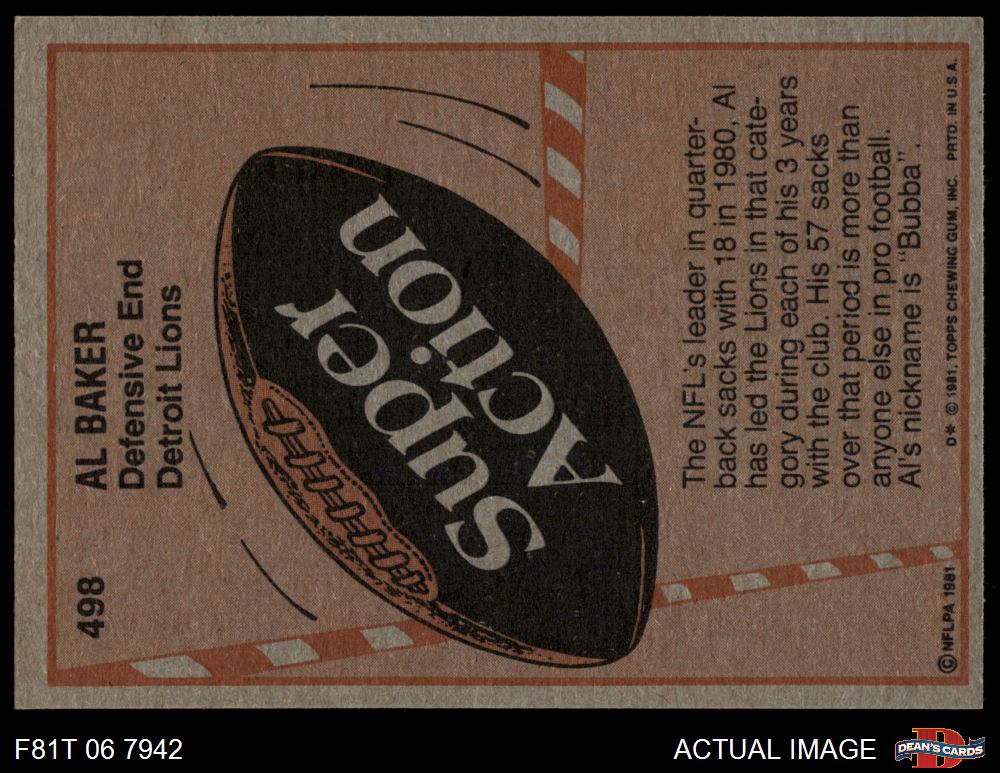 498
AL BAKER
Defensive End
Detroit Lions
Super
Action
The NFL's leader in quarter-
back sacks with 18 in 1980, Al
has led the Lions in that cate-
gory during each of his 3 years
with the club. His 57 sacks
over that period is more than
anyone else in pro football.
Al's nickname is "Bubba".
© NFLPA 1981
D* © 1981, TOPPS CHEWING GUM, INC. PRTD. IN U.S.A.
F81T 06 7942
ACTUAL IMAGE
D
DEAN'S CARDS